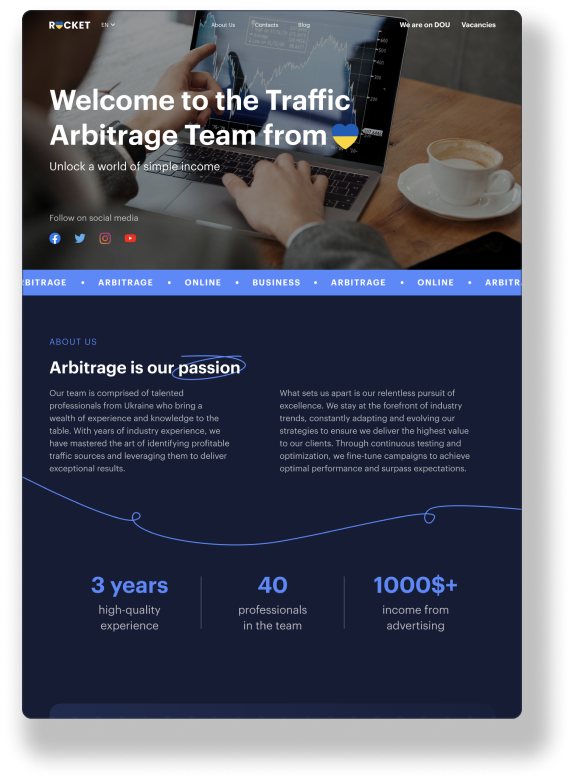 R CKET EN About Us Contacts Blog We are on DOU Vacancies
Welcome to the Traffic
Arbitrage Team from
Unlock a world of simple income
Follow on social media
BITRAGE • ARBITRAGE • ONLINE • BUSINESS • ARBITRAGE • ONLINE • ARBITR
ABOUT US
Arbitrage is our passion
Our team is comprised of talented
professionals from Ukraine who bring a
wealth of experience and knowledge to the
table. With years of industry experience, we
have mastered the art of identifying profitable
traffic sources and leveraging them to deliver
exceptional results.
What sets us apart is our relentless pursuit of
excellence. We stay at the forefront of industry
trends, constantly adapting and evolving our
strategies to ensure we deliver the highest value
to our clients. Through continuous testing and
optimization, we fine-tune campaigns to achieve
optimal performance and surpass expectations.
3 years
high-quality
experience
40
professionals
in the team
1000$+
income from
advertising